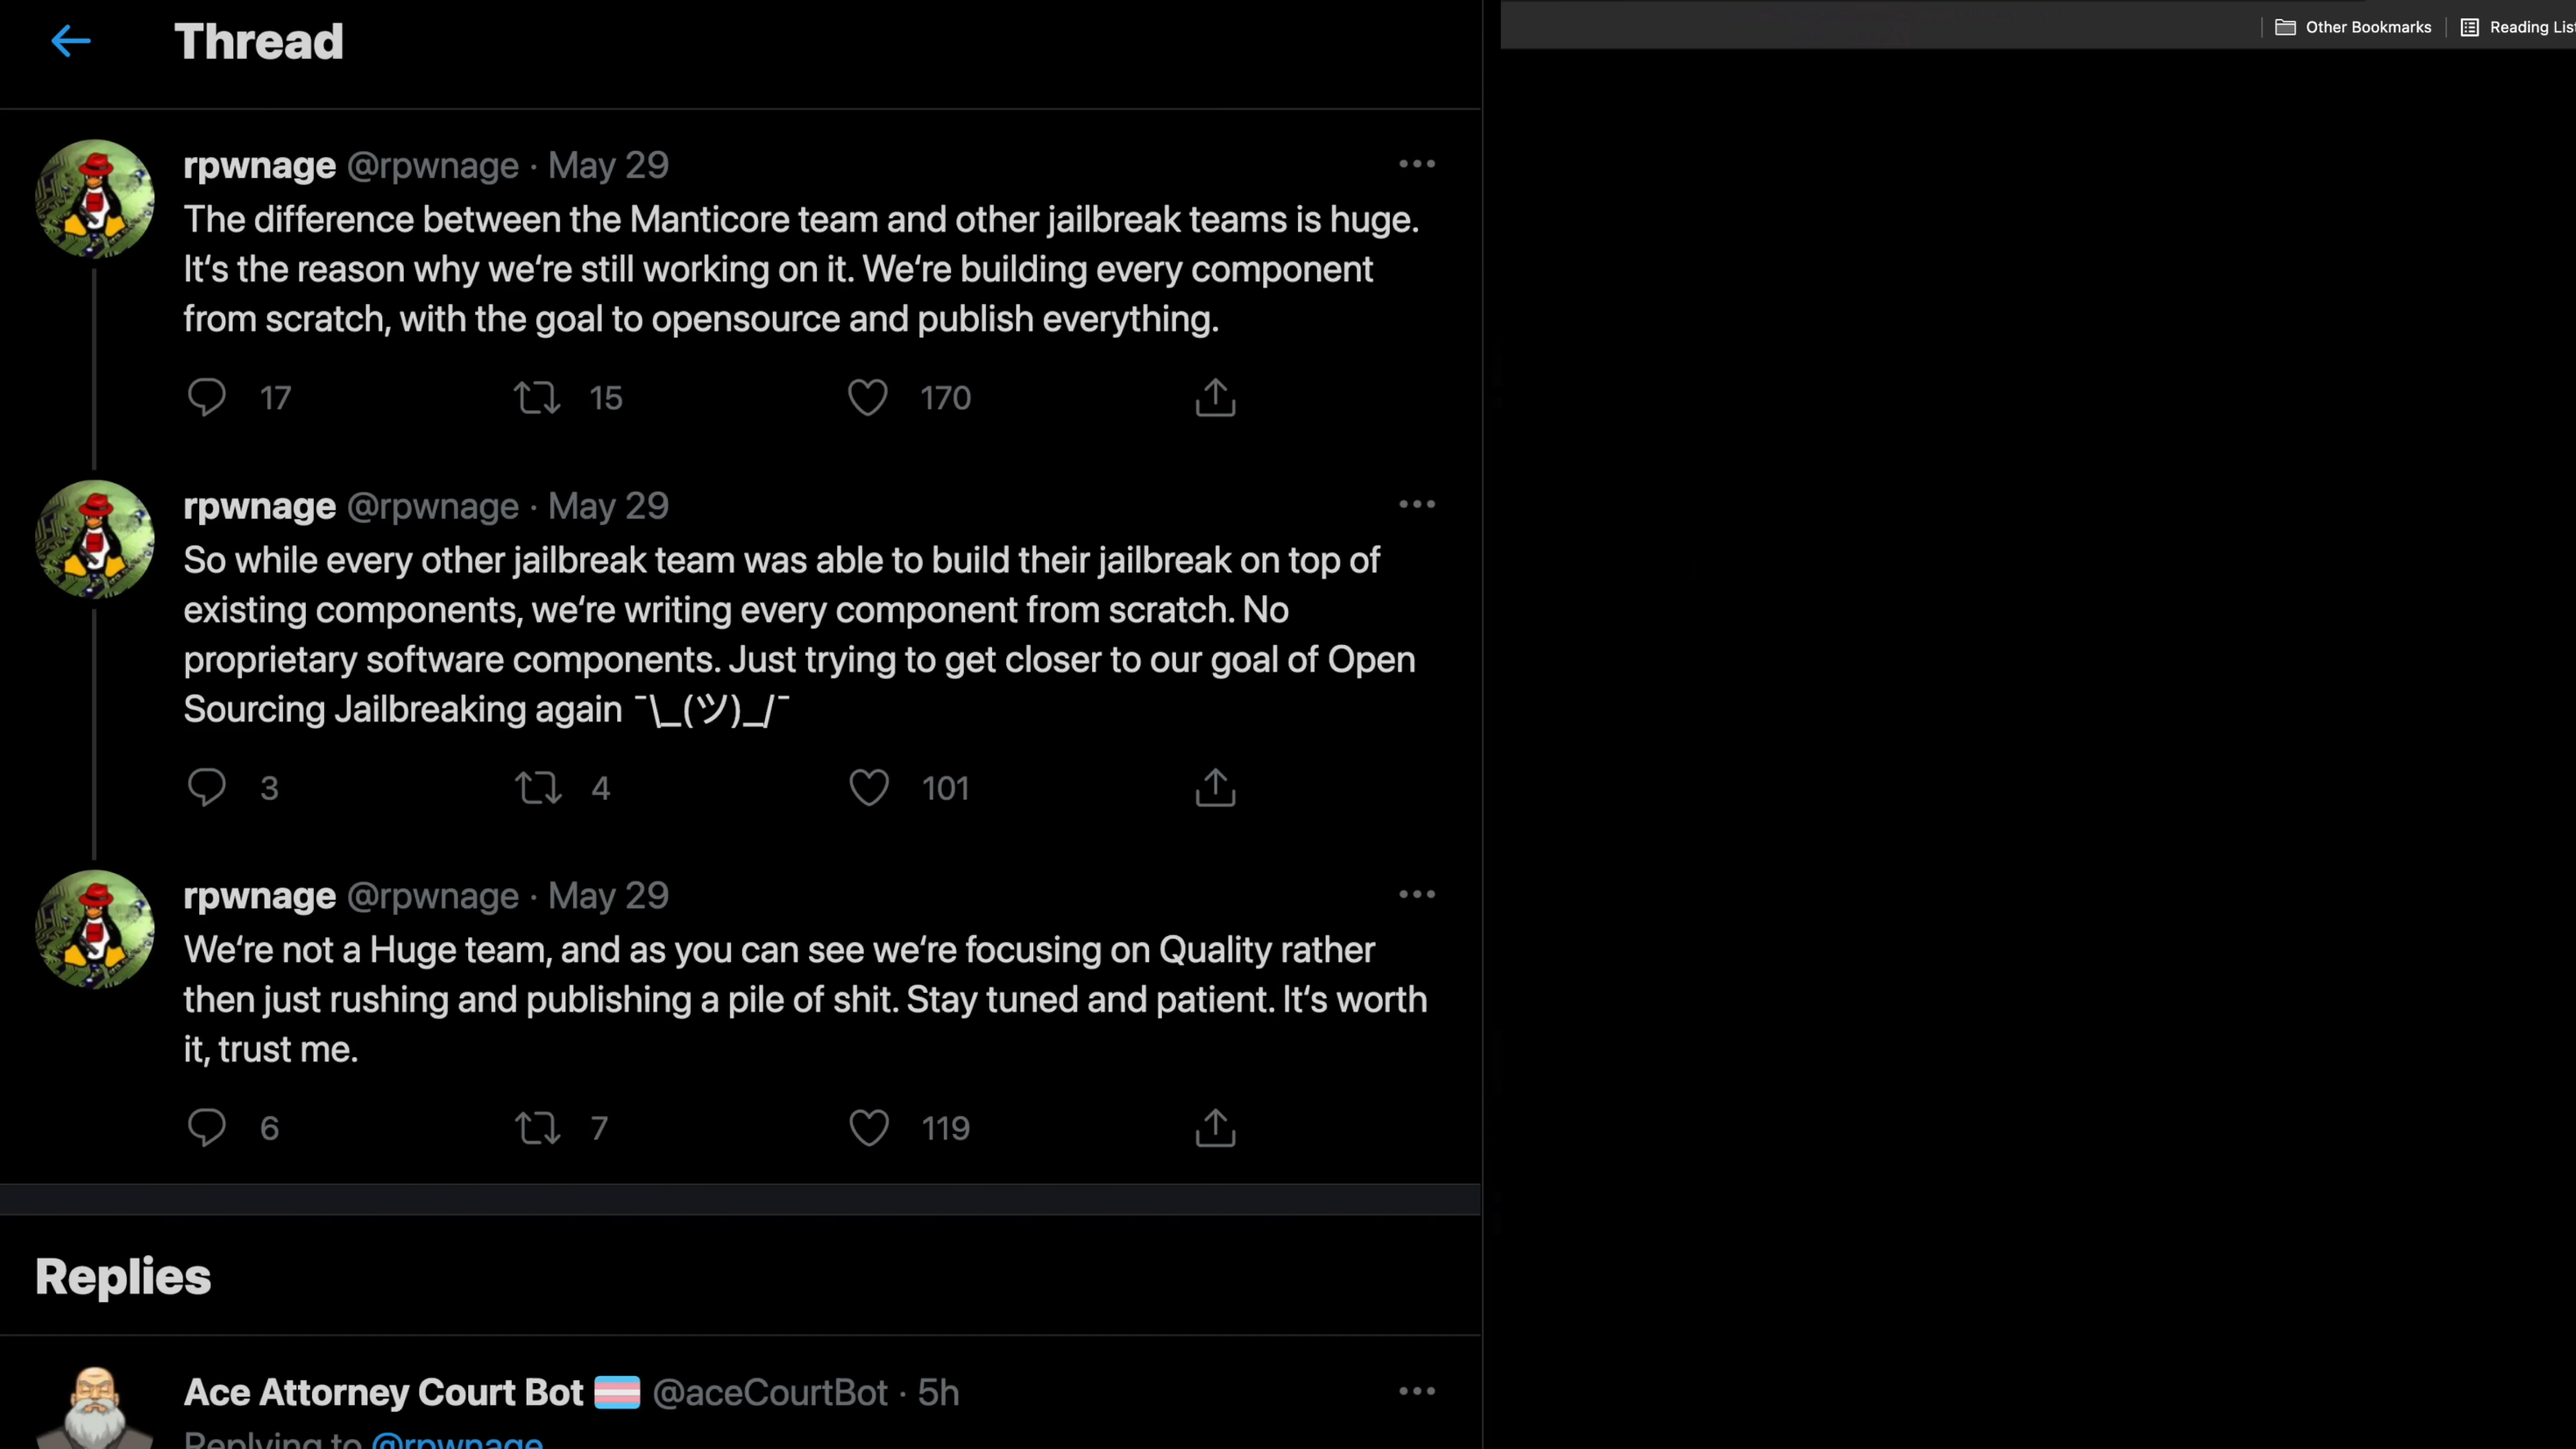 Thread
Other Bookmarks
Reading List
rpwnage @rpwnage · May 29
The difference between the Manticore team and other jailbreak teams is huge.
It‘s the reason why we‘re still working on it. We‘re building every component
from scratch, with the goal to opensource and publish everything.
17 15 170
rpwnage @rpwnage · May 29
So while every other jailbreak team was able to build their jailbreak on top of
existing components, we‘re writing every component from scratch. No
proprietary software components. Just trying to get closer to our goal of Open
Sourcing Jailbreaking again ¯\_(ツ)_/¯
3 4 101
rpwnage @rpwnage · May 29
We‘re not a Huge team, and as you can see we‘re focusing on Quality rather
then just rushing and publishing a pile of shit. Stay tuned and patient. It‘s worth
it, trust me.
6 7 119
Replies
Ace Attorney Court Bot @aceCourtBot · 5h
Replying to @rpwnage